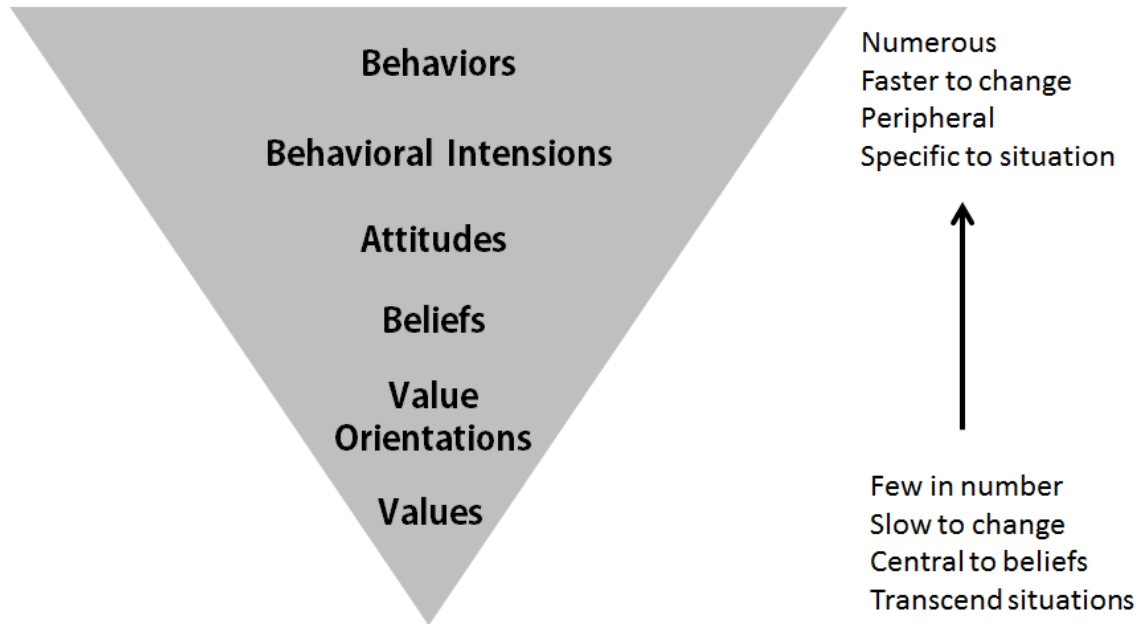 Behaviors
Behavioral Intensions
Attitudes
Beliefs
Value
Orientations
Values
Numerous
Faster to change
Peripheral
Specific to situation
Few in number
Slow to change
Central to beliefs
Transcend situations